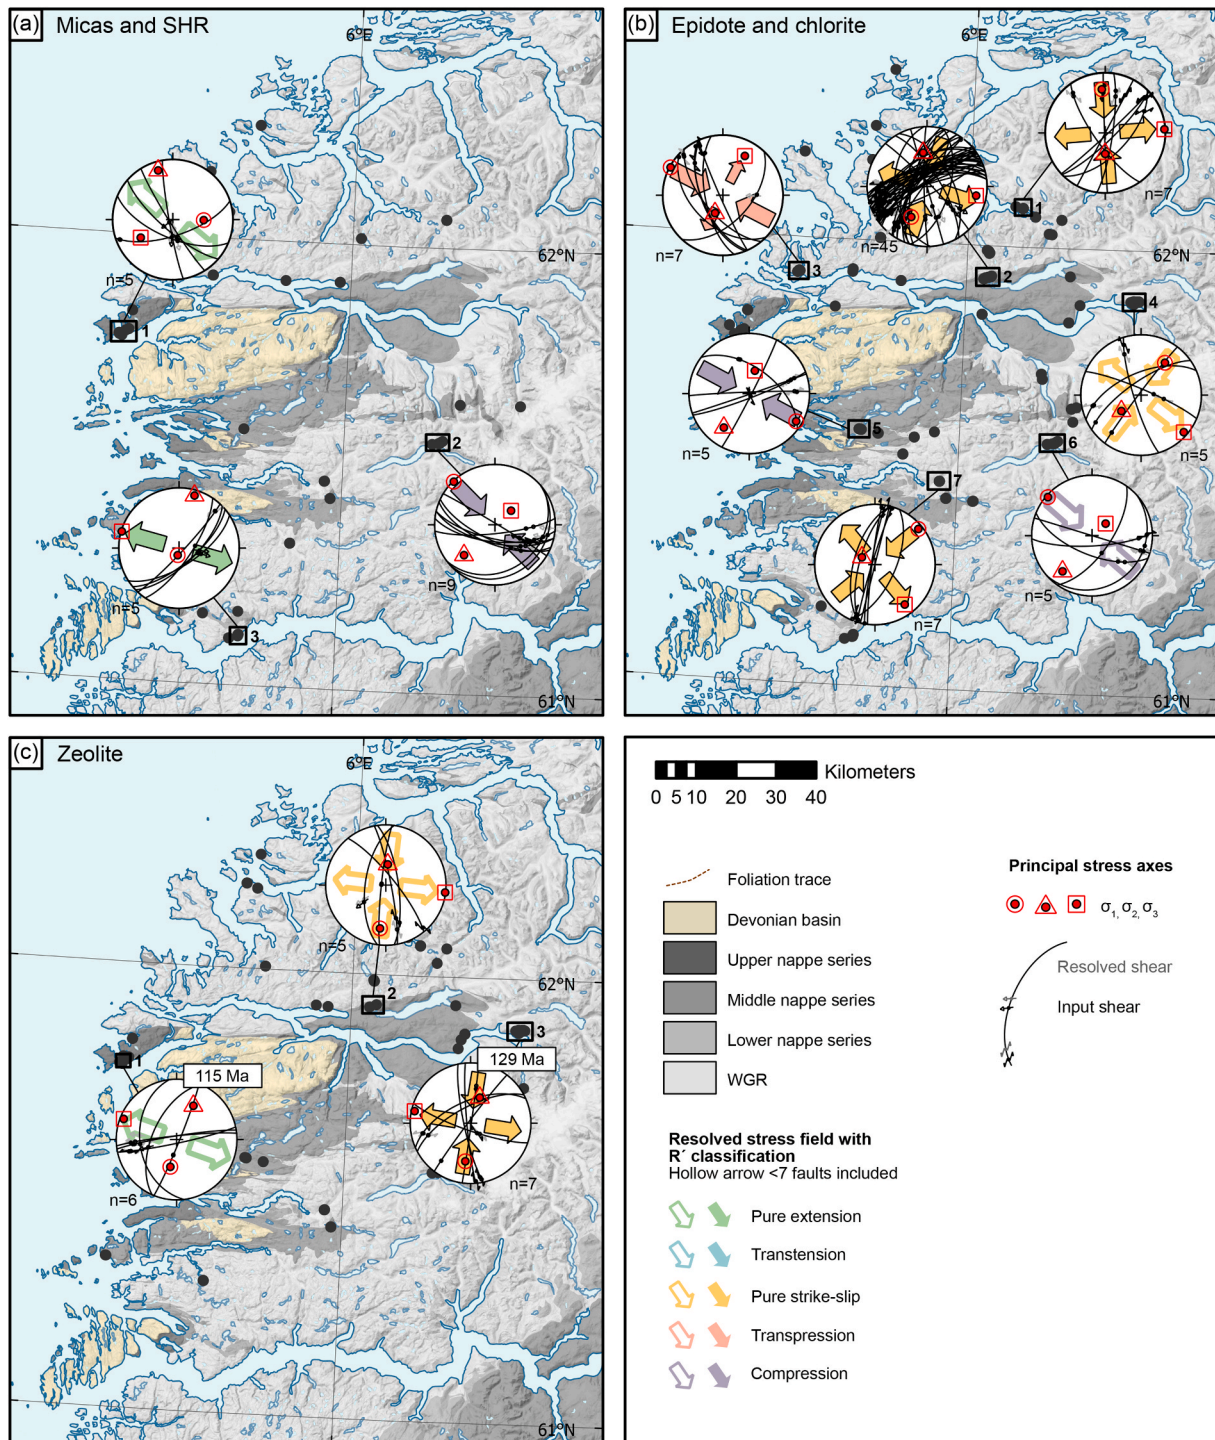 (a) Micas and SHR
6°E
n=5
1
62°N
2
n=9
n=5
3
61°N
(b) Epidote and chlorite
6°E
n=7
n=45
n=7
1
62°N
3
2
4
n=5
5
6
n=5
7
n=7
n=5
61°N
(c) Zeolite
6°E
n=5
62°N
2
3
1
115 Ma
129 Ma
n=6
n=7
61°N
Kilometers
0 5 10 20 30 40
Foliation trace
Devonian basin
Upper nappe series
Middle nappe series
Lower nappe series
WGR
Principal stress axes
σ1, σ2, σ3
Resolved shear
Input shear
Resolved stress field with
R´ classification
Hollow arrow <7 faults included
Pure extension
Transtension
Pure strike-slip
Transpression
Compression